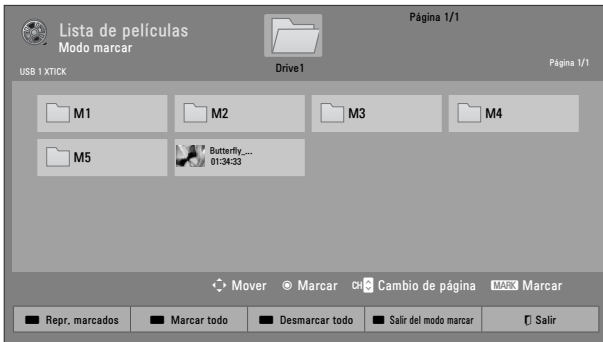 Lista de películas
Modo marcar
USB 1 XTICK
Drive1
Página 1/1
Página 1/1
M1
M2
M3
M4
M5
Butterfly_...
01:34:33
Mover
Marcar
CH
Cambio de página
MARK
Marcar
Repr, marcados
Marcar todo
Desmarcar todo
Salir del modo marcar
Salir